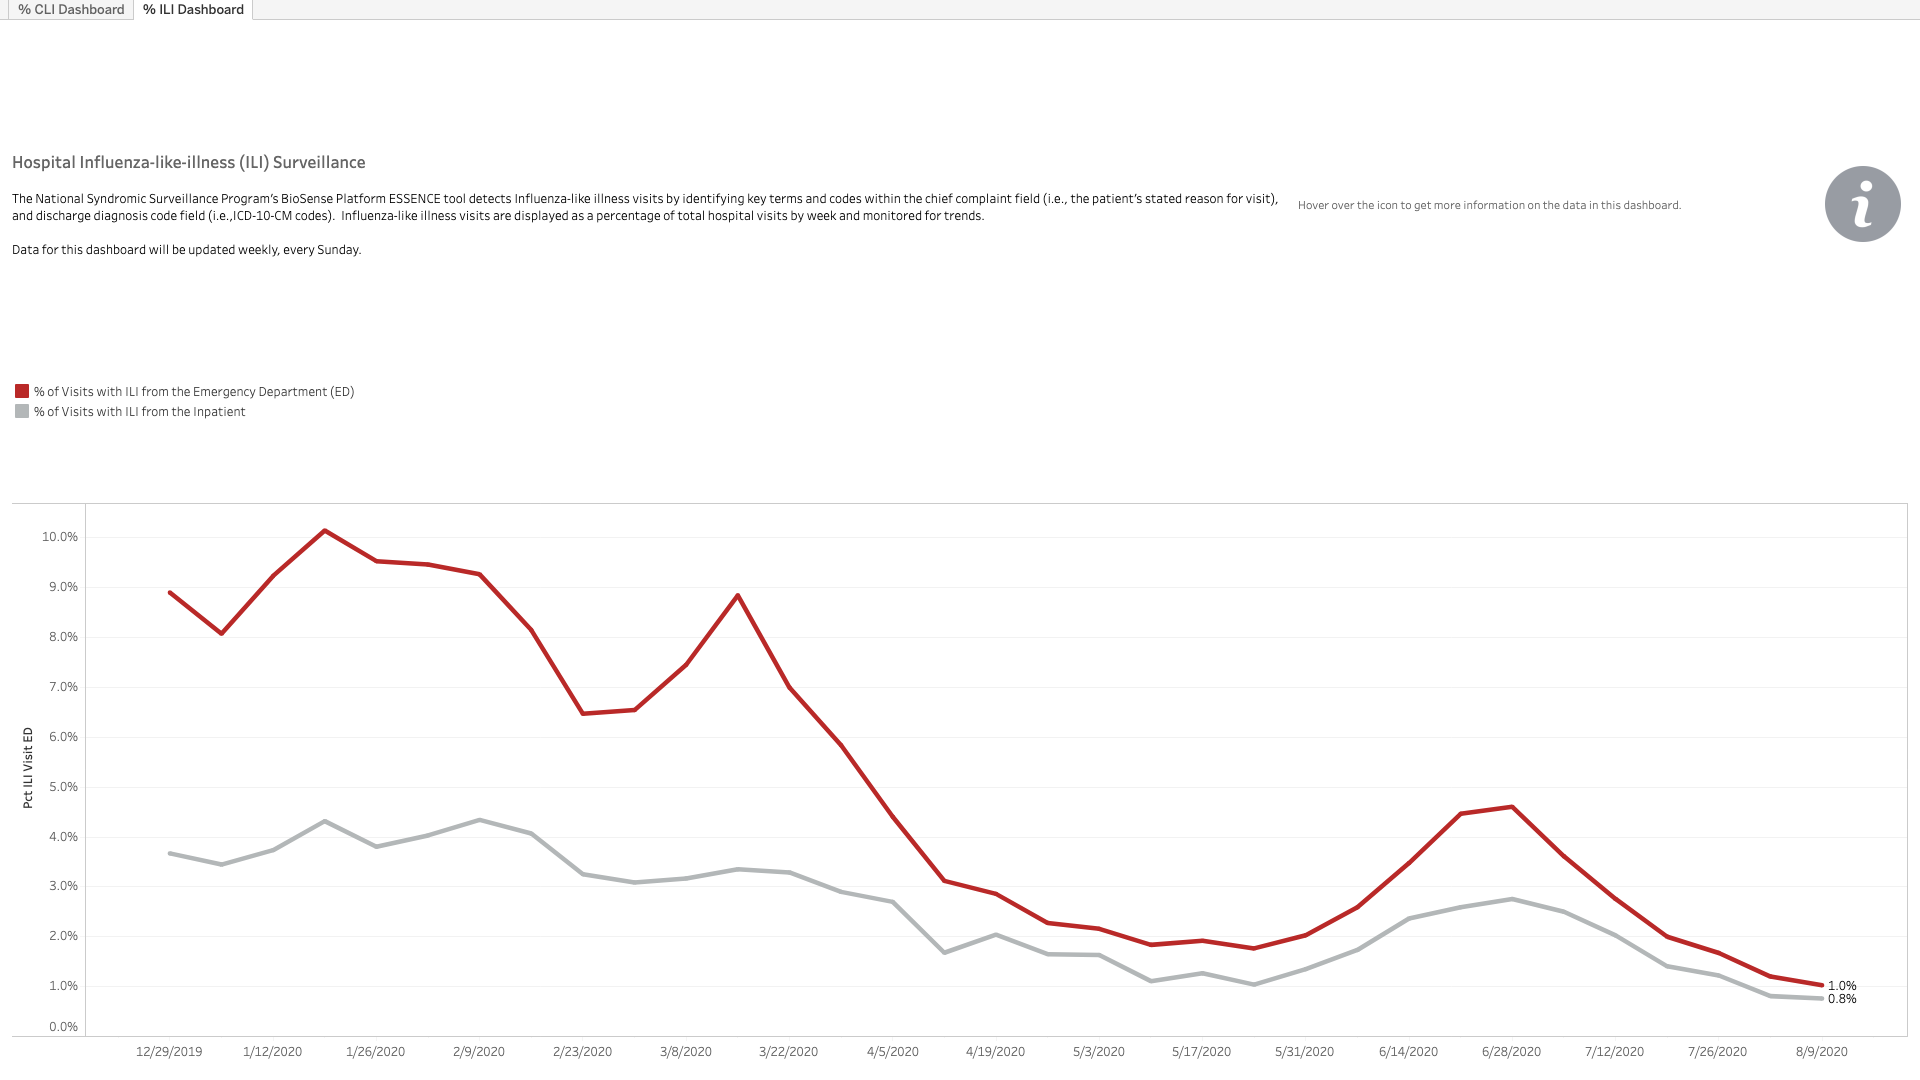 % CLI Dashboard
% ILI Dashboard
Hospital Influenza-like-illness (ILI) Surveillance
The National Syndromic Surveillance Program's BioSense Platform ESSENCE tool detects Influenza-like illness visits by identifying key terms and codes within the chief complaint field (i.e., the patient's stated reason for visit),
and discharge diagnosis code field (i.e.,ICD-10-CM codes).  Influenza-like illness visits are displayed as a percentage of total hospital visits by week and monitored for trends.
Data for this dashboard will be updated weekly, every Sunday.
Hover over the icon to get more information on the data in this dashboard.
i
% of Visits with ILI from the Emergency Department (ED)
% of Visits with ILI from the Inpatient
Pct ILI Visit ED
10.0%
9.0%
8.0%
7.0%
6.0%
5.0%
4.0%
3.0%
2.0%
1.0%
0.0%
1.0%
0.8%
12/29/2019
1/12/2020
1/26/2020
2/9/2020
2/23/2020
3/8/2020
3/22/2020
4/5/2020
4/19/2020
5/3/2020
5/17/2020
5/31/2020
6/14/2020
6/28/2020
7/12/2020
7/26/2020
8/9/2020